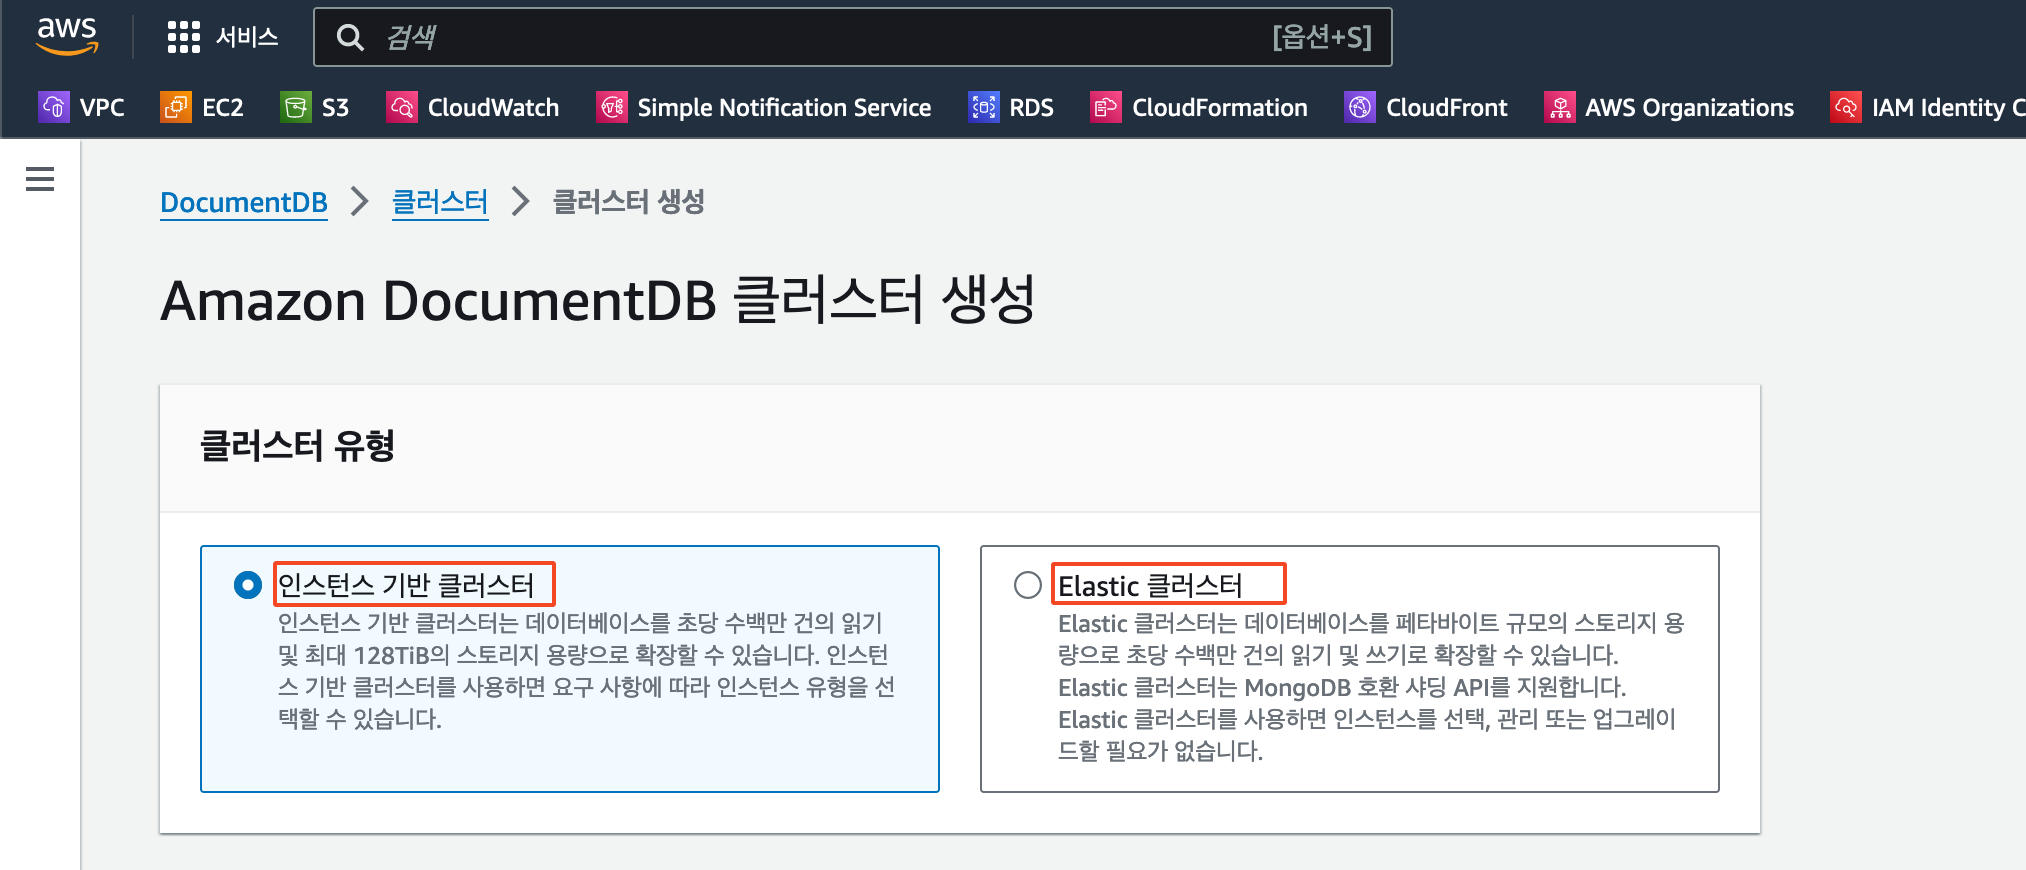 aws 서비스 검색 [옵션+S]
VPC EC2 S3 CloudWatch Simple Notification Service RDS CloudFormation CloudFront AWS Organizations IAM Identity C
DocumentDB 클러스터 클러스터 생성
Amazon DocumentDB 클러스터 생성
클러스터 유형
인스턴스 기반 클러스터
인스턴스 기반 클러스터는 데이터베이스를 초당 수백만 건의 읽기
및 최대 128TiB의 스토리지 용량으로 확장할 수 있습니다. 인스턴
스 기반 클러스터를 사용하면 요구 사항에 따라 인스턴스 유형을 선
택할 수 있습니다.
Elastic 클러스터
Elastic 클러스터는 데이터베이스를 페타바이트 규모의 스토리지 용
량으로 초당 수백만 건의 읽기 및 쓰기로 확장할 수 있습니다.
Elastic 클러스터는 MongoDB 호환 샤딩 API를 지원합니다.
Elastic 클러스터를 사용하면 인스턴스를 선택, 관리 또는 업그레이
드할 필요가 없습니다.